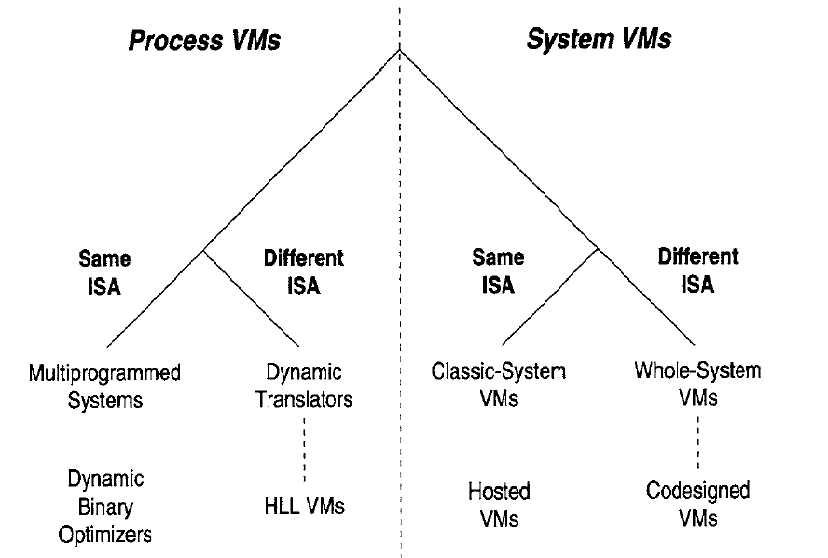 Process VMs
System VMs
Same
ISA
Different
ISA
Same
ISA
Different
ISA
Multiprogrammed
Systems
Dynamic
Translators
Classic-System
VMs
Whole-System
VMs
Dynamic
Binary
Optimizers
HLL VMs
Hosted
VMs
Codesigned
VMs